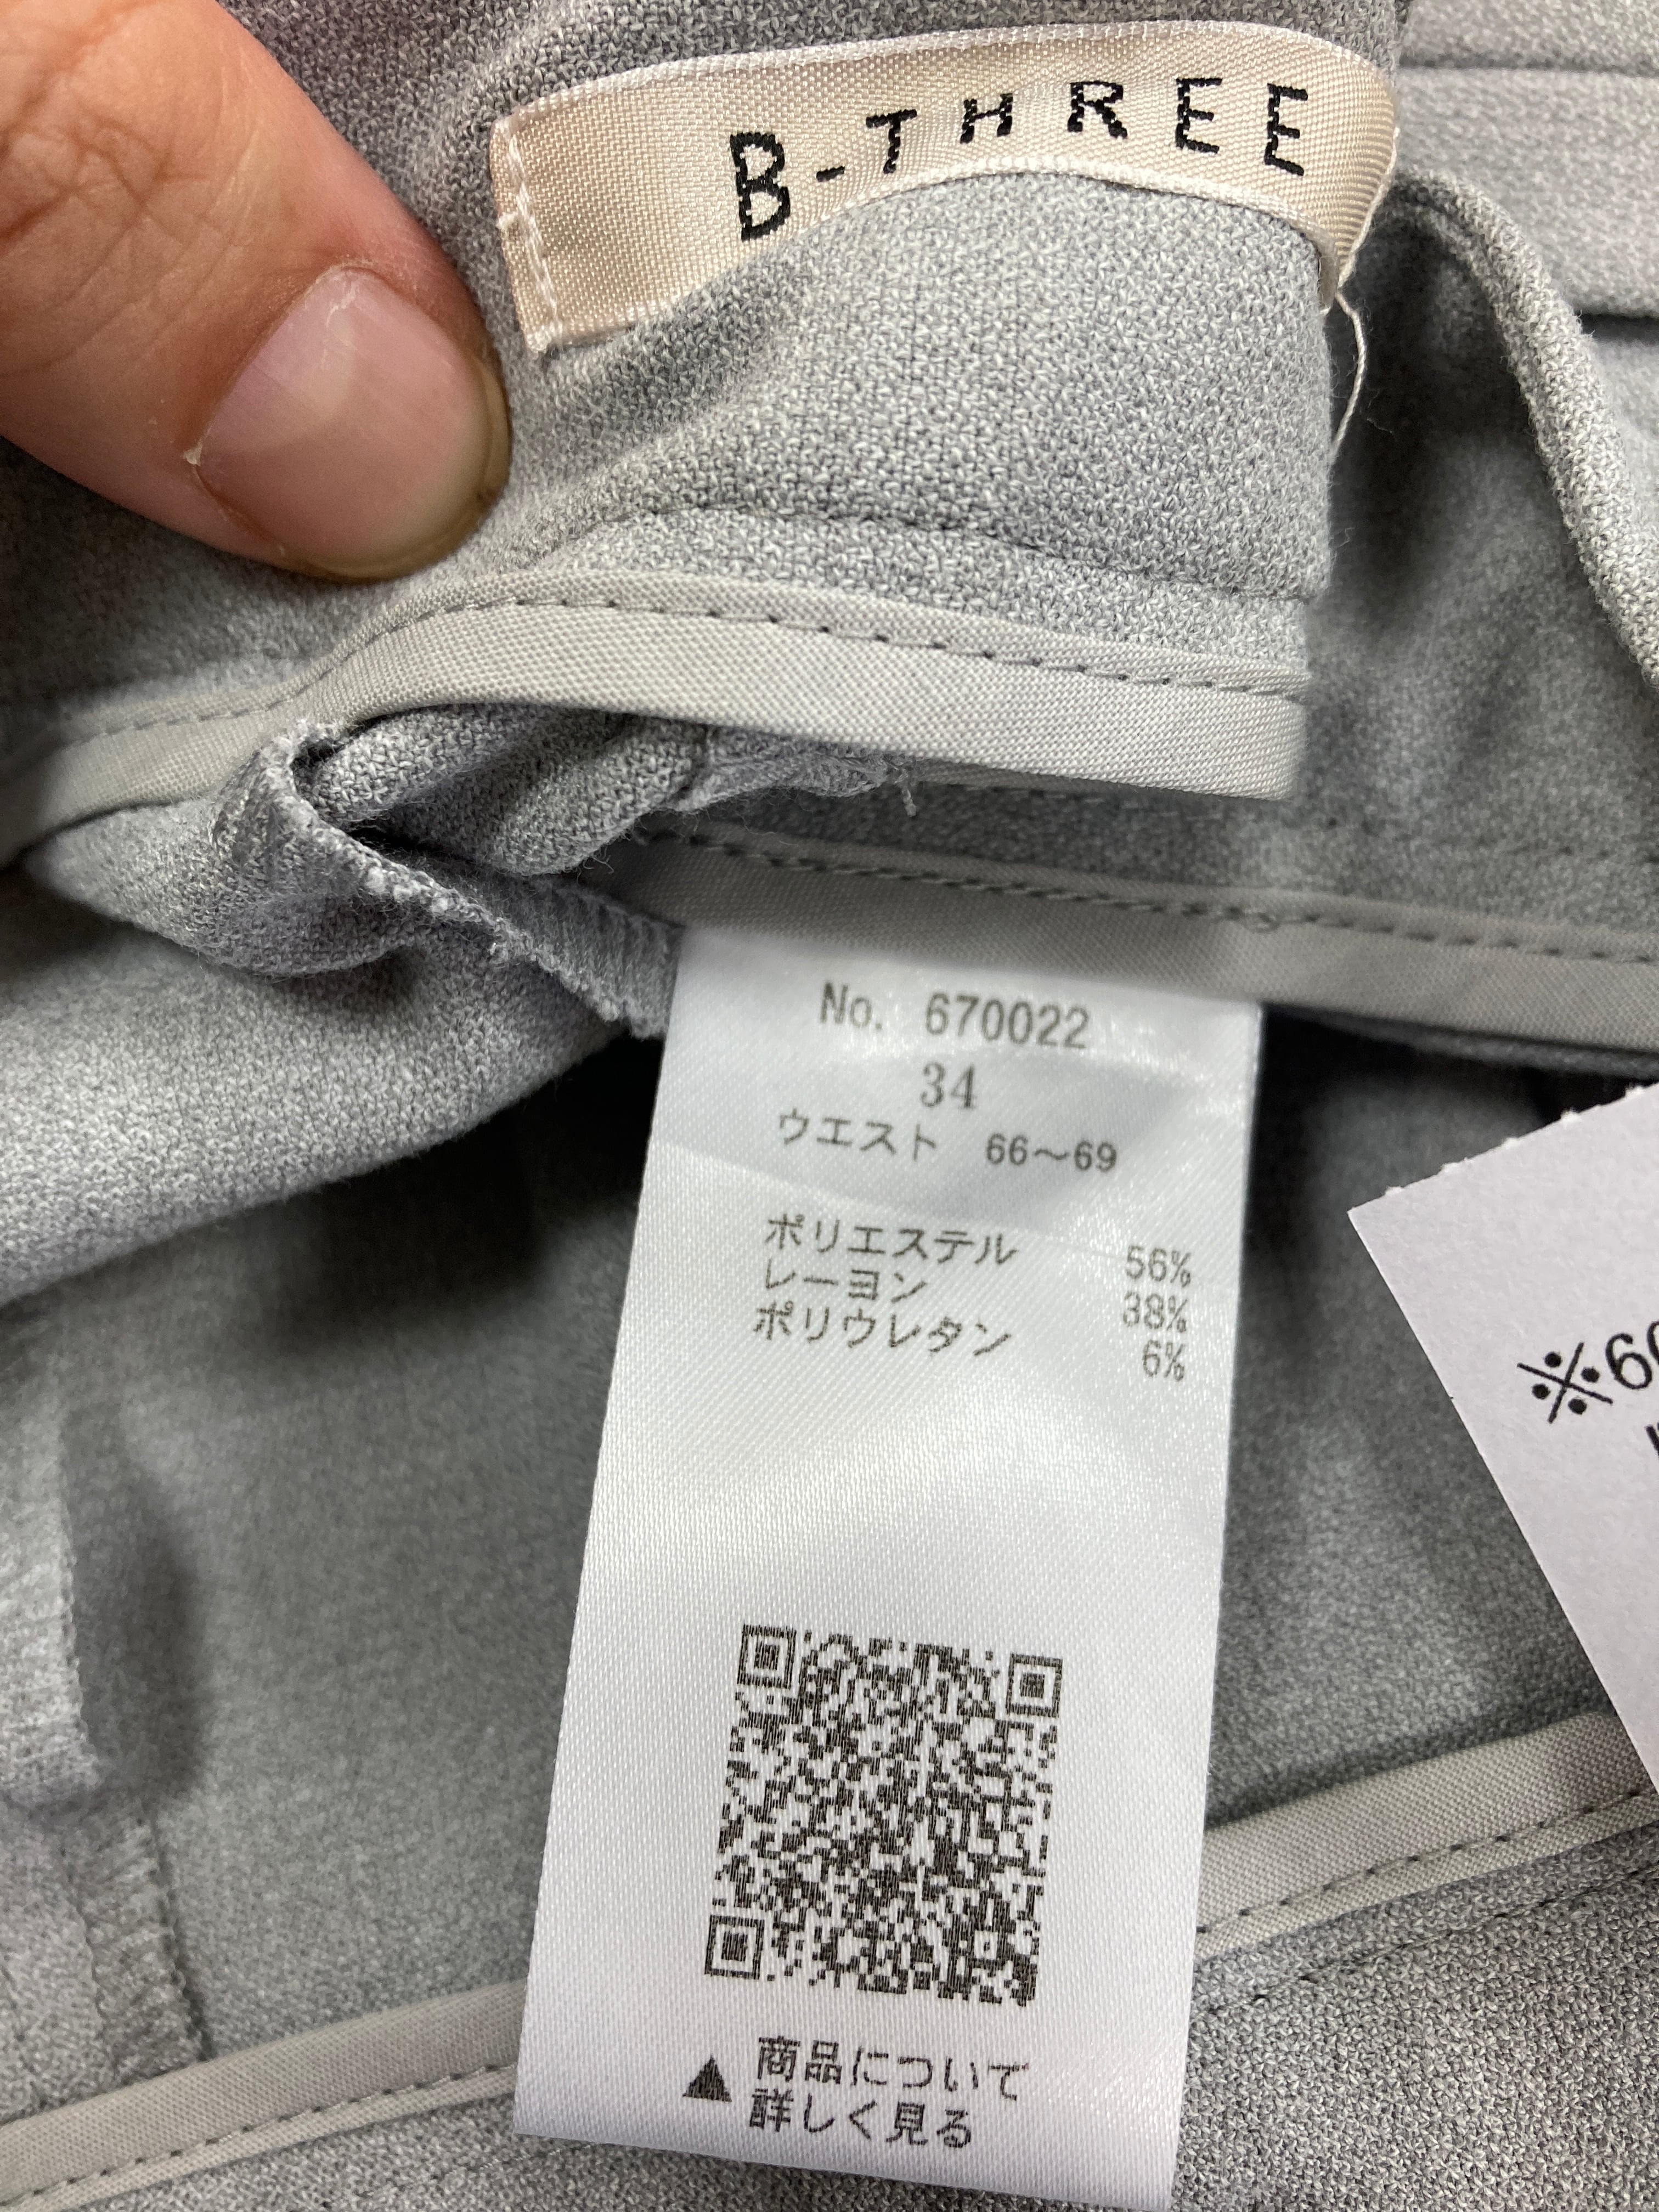 B-THREE
No. 670022
34
ウエスト 66～69
ポリエステル 56%
レーヨン 38%
ポリウレタン 6%
▲ 商品について
詳しく見る
※